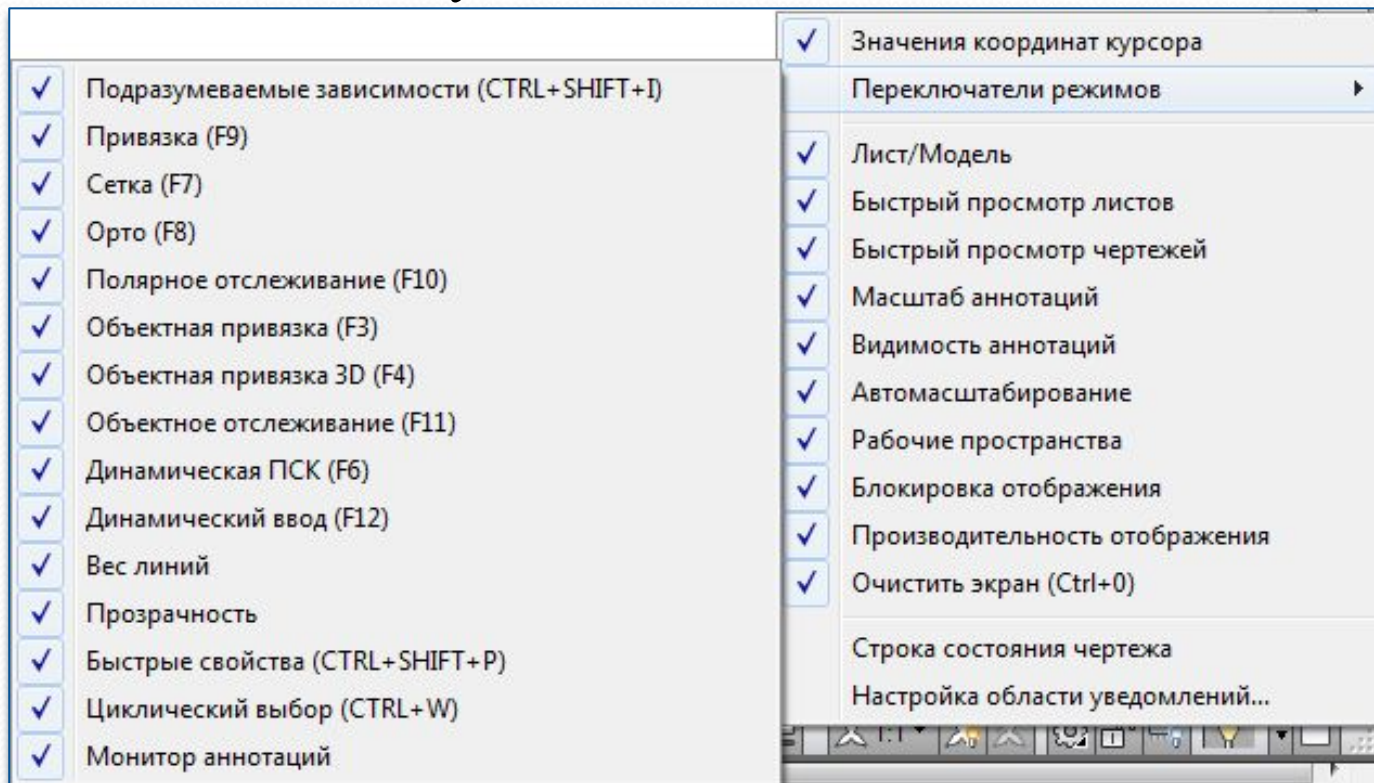 Значения координат курсора
Переключатели режимов
Лист/Модель
Быстрый просмотр листов
Быстрый просмотр чертежей
Масштаб аннотаций
Видимость аннотаций
Автомасштабирование
Рабочие пространства
Блокировка отображения
Производительность отображения
Очистить экран (Ctrl+0)
Строка состояния чертежа
Настройка области уведомлений...
Подразумеваемые зависимости (CTRL+SHIFT+I)
Привязка (F9)
Сетка (F7)
Орто (F8)
Полярное отслеживание (F10)
Объектная привязка (F3)
Объектная привязка 3D (F4)
Объектное отслеживание (F11)
Динамическая ПСК (F6)
Динамический ввод (F12)
Вес линий
Прозрачность
Быстрые свойства (CTRL+SHIFT+P)
Циклический выбор (CTRL+W)
Монитор аннотаций
1:1